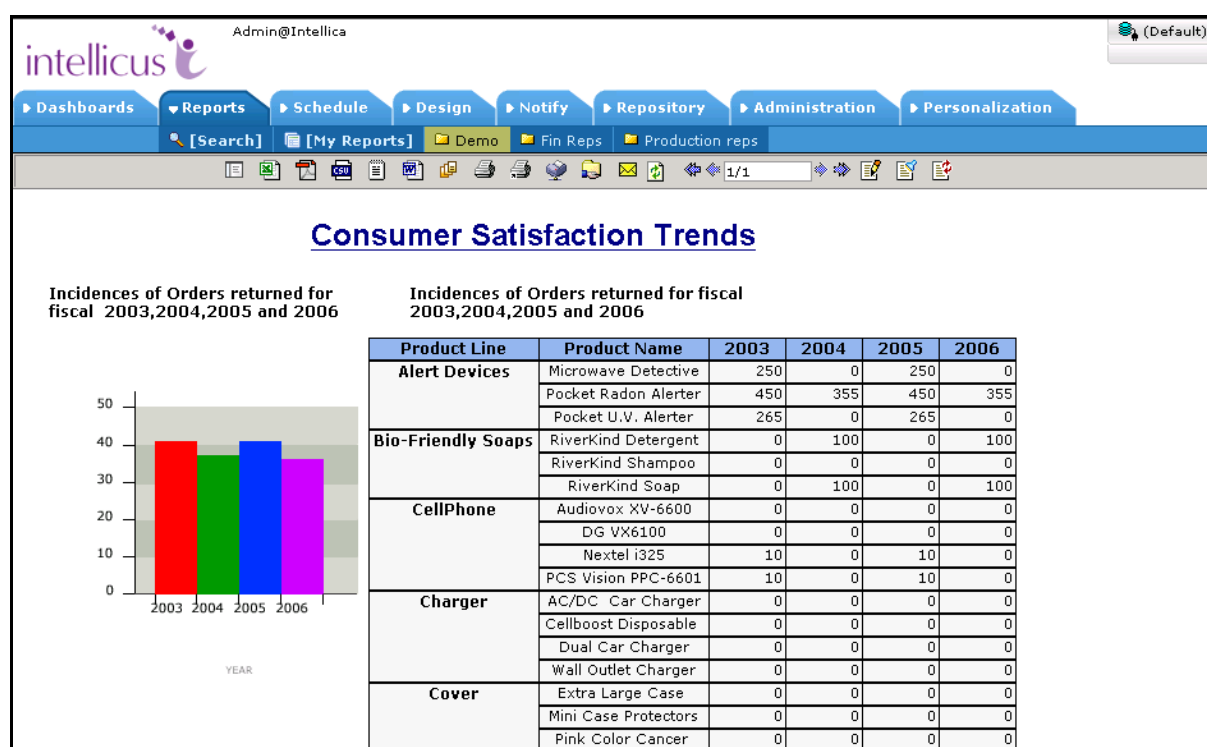 Admin@Intellica
(Default)
intellicus
Dashboards Reports Schedule Design Notify Repository Administration Personalization
[Search] [My Reports] Demo Fin Reps Production reps
CSU 1/1
Consumer Satisfaction Trends
Incidences of Orders returned for
fiscal 2003,2004,2005 and 2006
50
40
30
20
10
0
2003 2004 2005 2006
YEAR
Incidences of Orders returned for fiscal
2003,2004,2005 and 2006
Product Line Product Name 2003 2004 2005 2006
Alert Devices Microwave Detective 250 0 250 0
Pocket Radon Alerter 450 355 450 355
Pocket U.V. Alerter 265 0 265 0
Bio-Friendly Soaps RiverKind Detergent 0 100 0 100
RiverKind Shampoo 0 0 0 0
RiverKind Soap 0 100 0 100
CellPhone Audiovox XV-6600 0 0 0 0
DG VX6100 0 0 0 0
Nextel i325 10 0 10 0
PCS Vision PPC-6601 10 0 10 0
Charger AC/DC Car Charger 0 0 0 0
Cellboost Disposable 0 0 0 0
Dual Car Charger 0 0 0 0
Wall Outlet Charger 0 0 0 0
Cover Extra Large Case 0 0 0 0
Mini Case Protectors 0 0 0 0
Pink Color Cancer 0 0 0 0